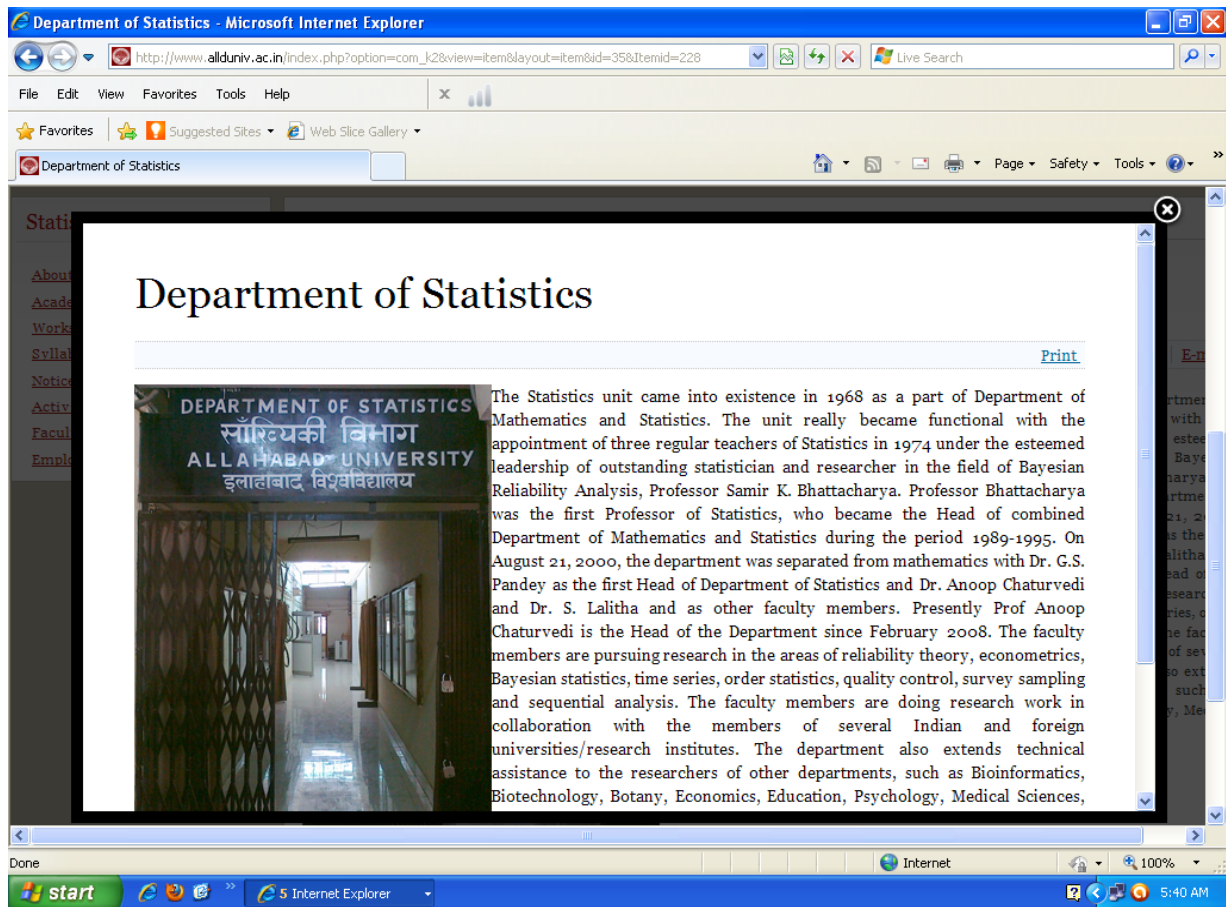 Department of Statistics - Microsoft Internet Explorer
http://www.allduniv.ac.in/index.php?option=com_k2&view=item&layout=item&id=35&Itemid=228
Live Search
File Edit View Favorites Tools Help
x
Favorites Suggested Sites Web Slice Gallery
Department of Statistics
Page Safety Tools
Department of Statistics
Print
DEPARTMENT OF STATISTICS
साँख्यिकी विभाग
ALLAHABAD UNIVERSITY
इलाहाबाद विश्वविद्यालय
The Statistics unit came into existence in 1968 as a part of Department of
Mathematics and Statistics. The unit really became functional with the
appointment of three regular teachers of Statistics in 1974 under the esteemed
leadership of outstanding statistician and researcher in the field of Bayesian
Reliability Analysis, Professor Samir K. Bhattacharya. Professor Bhattacharya
was the first Professor of Statistics, who became the Head of combined
Department of Mathematics and Statistics during the period 1989-1995. On
August 21, 2000, the department was separated from mathematics with Dr. G.S.
Pandey as the first Head of Department of Statistics and Dr. Anoop Chaturvedi
and Dr. S. Lalitha and as other faculty members. Presently Prof Anoop
Chaturvedi is the Head of the Department since February 2008. The faculty
members are pursuing research in the areas of reliability theory, econometrics,
Bayesian statistics, time series, order statistics, quality control, survey sampling
and sequential analysis. The faculty members are doing research work in
collaboration with the members of several Indian and foreign
universities/research institutes. The department also extends technical
assistance to the researchers of other departments, such as Bioinformatics,
Biotechnology, Botany, Economics, Education, Psychology, Medical Sciences,
About
Done
Internet
100%
start
5 Internet Explorer
5:40 AM